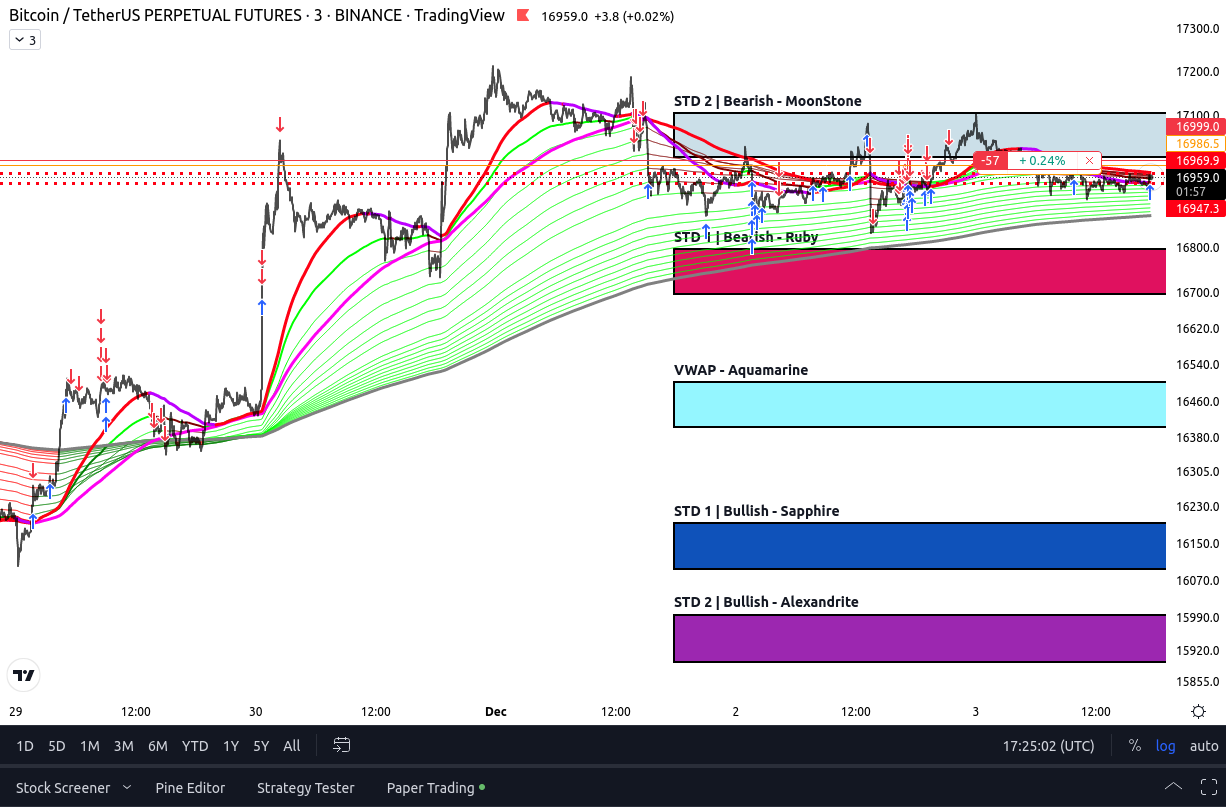 Bitcoin / TetherUS PERPETUAL FUTURES · 3 · BINANCE · TradingView 16959.0 +3.8 (+0.02%)
3
17300.0
17200.0
STD 2 | Bearish - MoonStone
17100.0
16999.0
16986.5
-57 + 0.24%
16969.9
16959.0
01:57
16947.3
STD 1 | Bearish - Ruby
16800.0
16700.0
16620.0
VWAP - Aquamarine
16540.0
16460.0
16380.0
16305.0
STD 1 | Bullish - Sapphire
16230.0
16150.0
16070.0
STD 2 | Bullish - Alexandrite
15990.0
15920.0
15855.0
29 12:00 30 12:00 Dec 12:00 2 12:00 3 12:00
1D 5D 1M 3M 6M YTD 1Y 5Y All 17:25:02 (UTC) % log auto
Stock Screener Pine Editor Strategy Tester Paper Trading